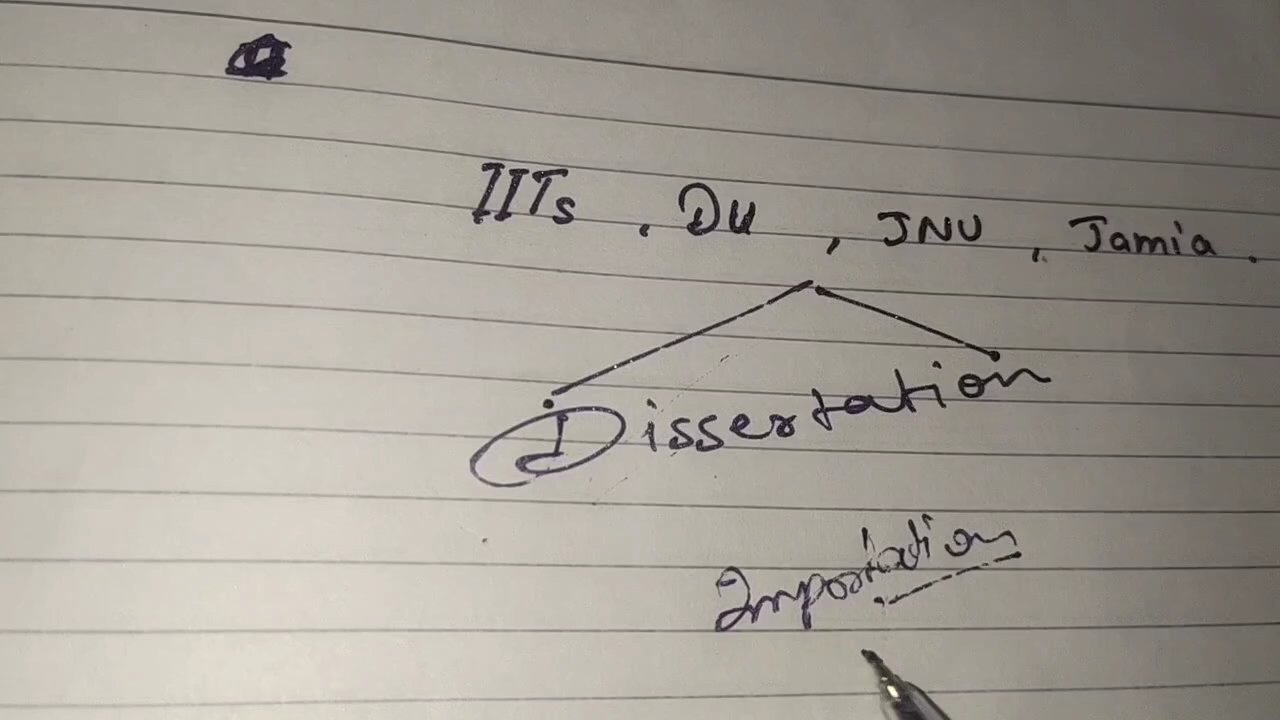 IITs , DU , JNU , Jamia .
Dissertation
Importation